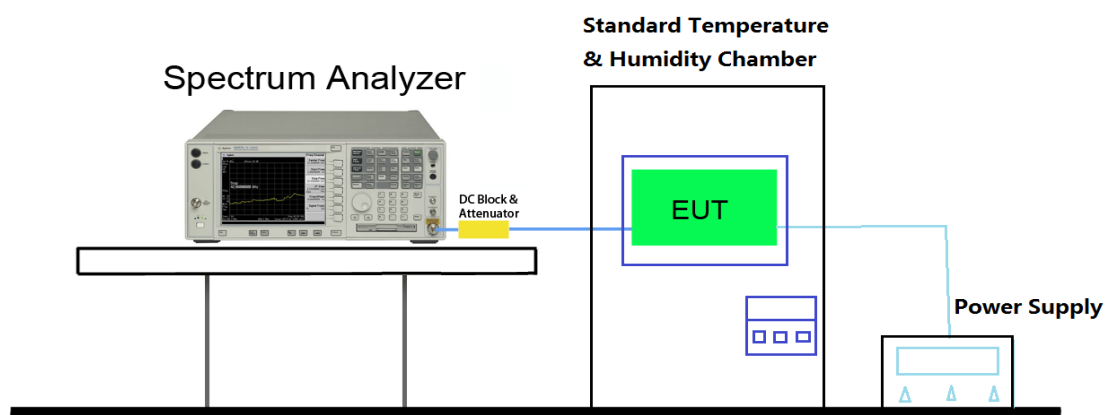 Standard Temperature
& Humidity Chamber
Spectrum Analyzer
DC Block &
Attenuator
EUT
Power Supply